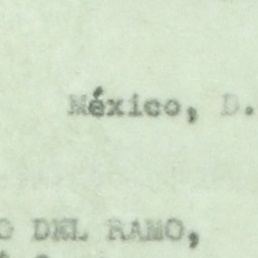 México, D.
O DEL RAMO,